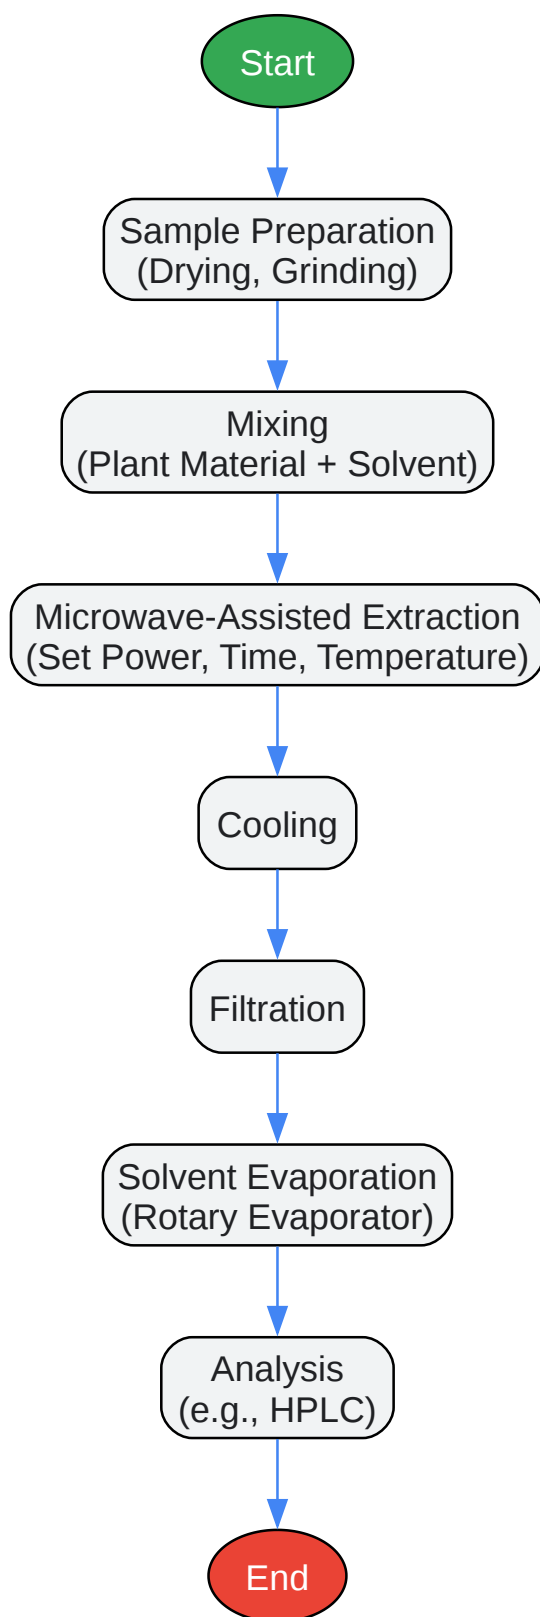 Start
Sample Preparation
(Drying, Grinding)
Mixing
(Plant Material + Solvent)
Microwave-Assisted Extraction
(Set Power, Time, Temperature)
Cooling
Filtration
Solvent Evaporation
(Rotary Evaporator)
Analysis
(e.g., HPLC)
End